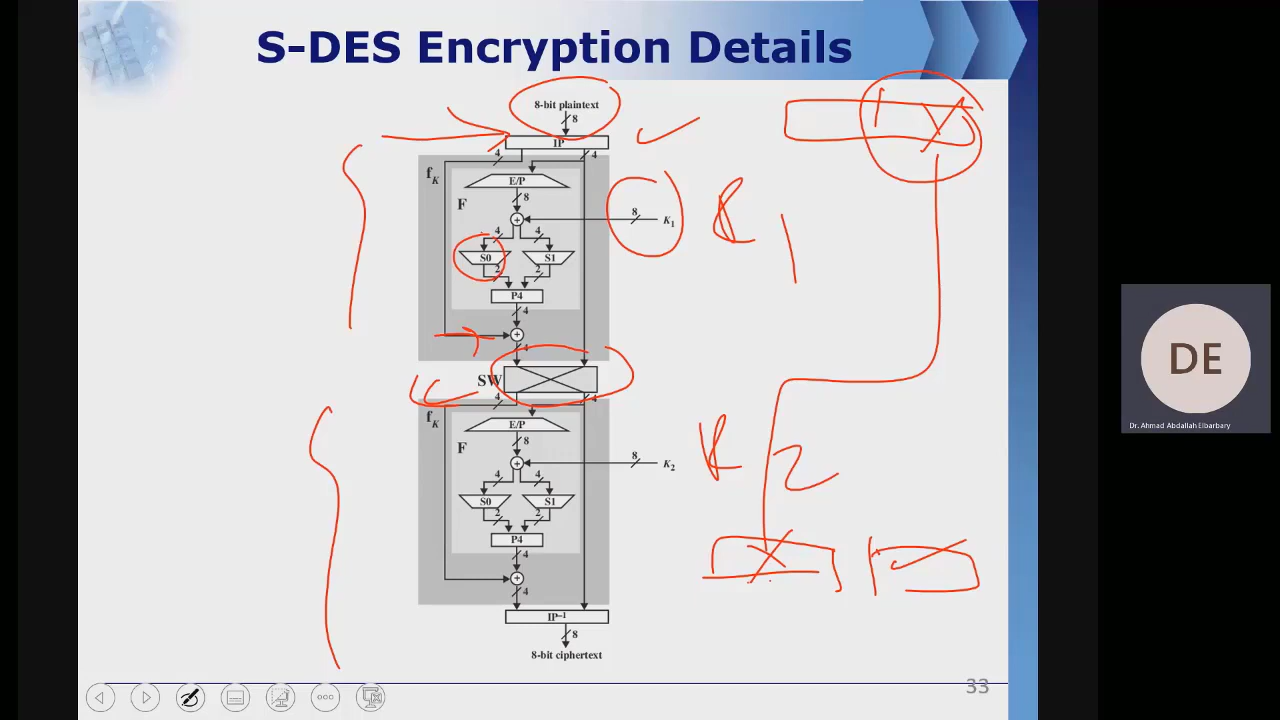 S-DES Encryption Details
8-bit plaintext
8
IP
4
4
fK
E/P
F
8
8
K1
K 1
4
4
S0
S1
2
2
P4
4
4
SW
4
4
fK
E/P
F
8
8
K2
K 2
4
4
S0
S1
2
2
P4
4
4
IP–1
8
8-bit ciphertext
33
DE
Dr. Ahmad Abdallah Elbarbary